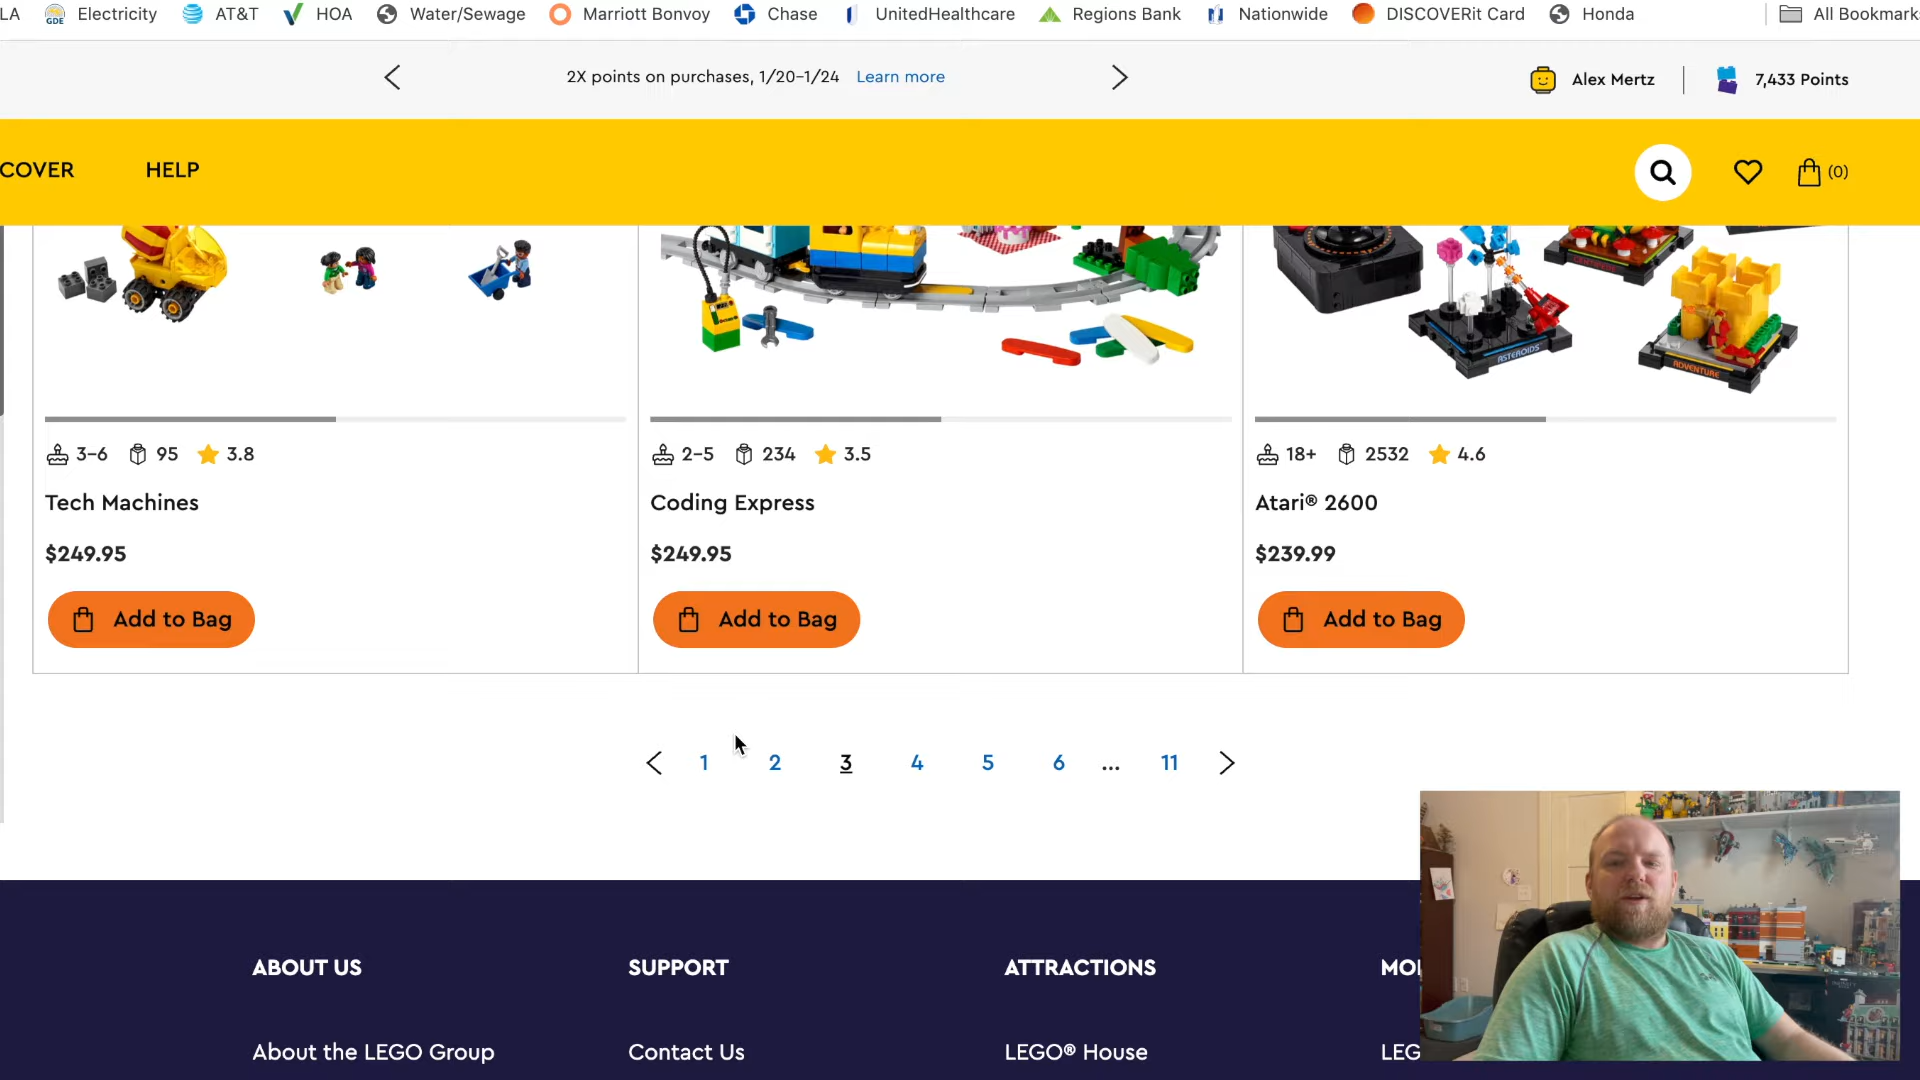 LA Electricity AT&T HOA Water/Sewage Marriott Bonvoy Chase UnitedHealthcare Regions Bank Nationwide DISCOVERit Card Honda All Bookmark
2X points on purchases, 1/20-1/24 Learn more
Alex Mertz 7,433 Points
COVER HELP (0)
ASTEROIDS
CENTIPEDE
ADVENTURE
3-6 95 3.8
Tech Machines
$249.95
Add to Bag
2-5 234 3.5
Coding Express
$249.95
Add to Bag
18+ 2532 4.6
Atari® 2600
$239.99
Add to Bag
1 2 3 4 5 6 ... 11
ABOUT US
About the LEGO Group
SUPPORT
Contact Us
ATTRACTIONS
LEGO® House
MO
LEG